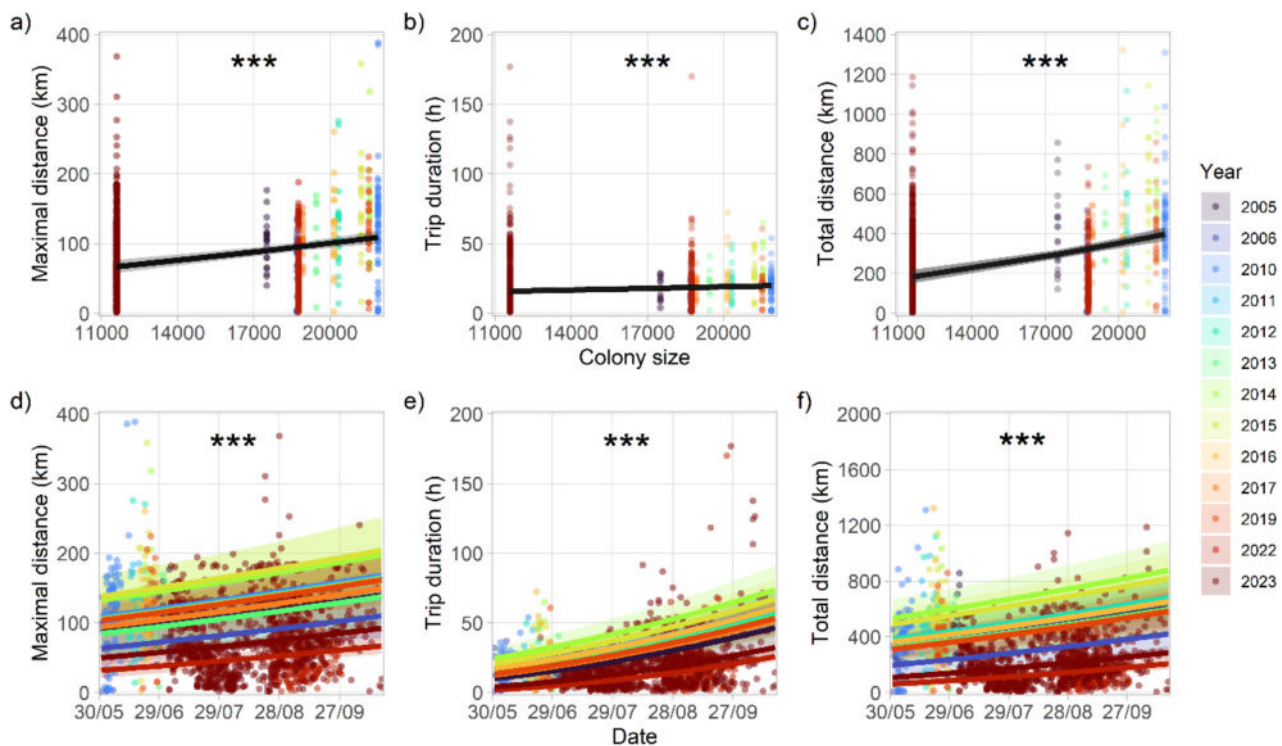 a)
b)
c)
***
***
***
Maximal distance (km)
400
300
200
100
0
11000 14000 17000 20000
Trip duration (h)
200
150
100
50
0
11000 14000 17000 20000
Colony size
Total distance (km)
1400
1200
1000
800
600
400
200
0
11000 14000 17000 20000
d)
e)
f)
***
***
***
Maximal distance (km)
400
300
200
100
0
30/05 29/06 29/07 28/08 27/09
Trip duration (h)
200
150
100
50
0
30/05 29/06 29/07 28/08 27/09
Date
Total distance (km)
2000
1600
1200
800
400
0
30/05 29/06 29/07 28/08 27/09
Year
2005
2006
2010
2011
2012
2013
2014
2015
2016
2017
2019
2022
2023